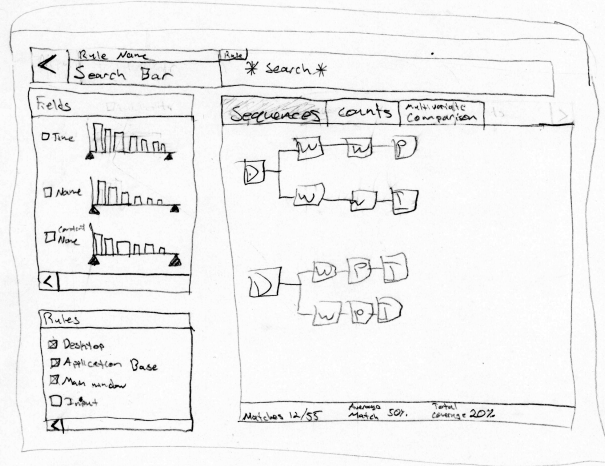 <
Rule Name
Search Bar
Rule
* Search *
Fields
Time
Name
Control
Name
<
Sequences
Counts
Multivariate
Comparison
D
W W P
W W I
D
W P I
W P D
Rules
Desktop
Application Base
Main window
Input
<
Matches 12/55
Average
Match 50%
Total
Coverage 20%